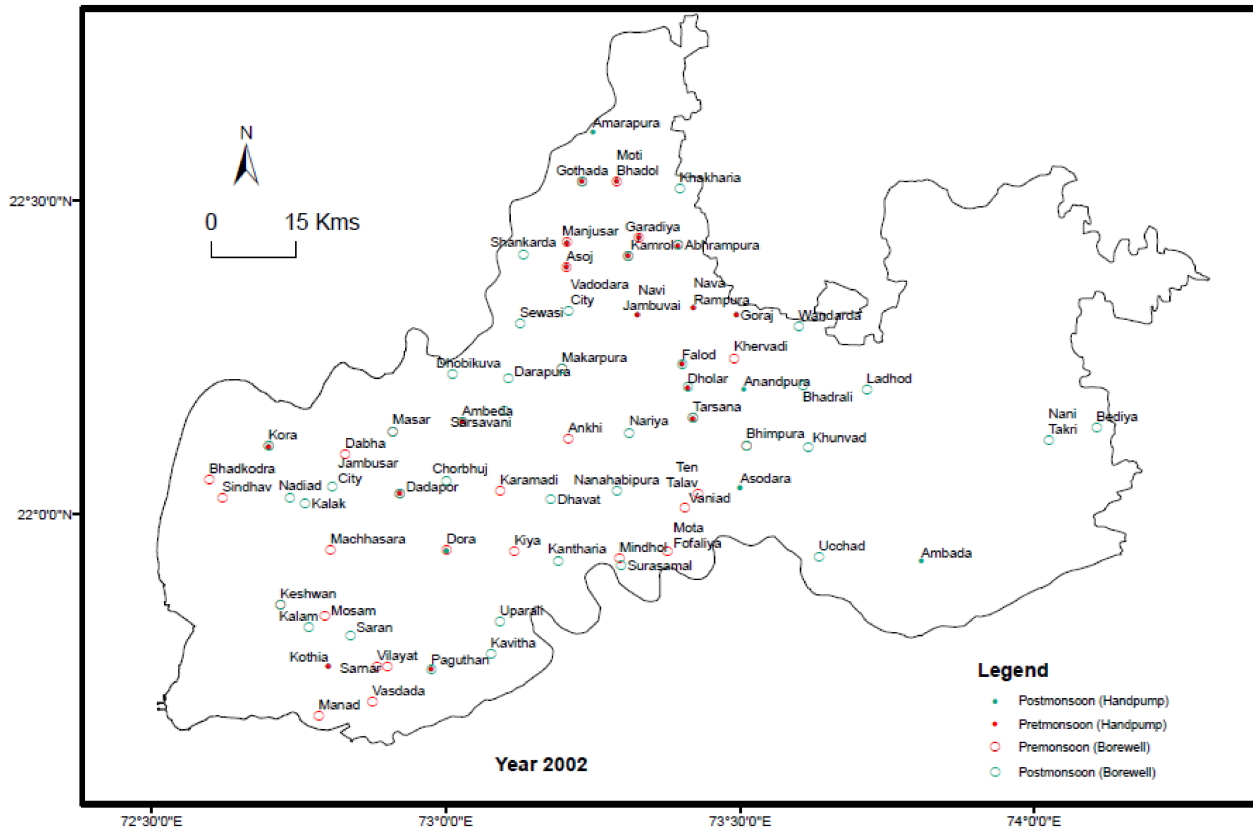 Amarapura
N
Moti
Gothada
Bhadol
Khakharia
22°30'0"N
0
15 Kms
Garadiya
Manjusar
Shankarda
Kamrol
Abhrampura
Asoj
Vadodara
City
Navi
Jambuvai
Nava
Rampura
Sewasi
Goraj
Wandarda
Khervadi
Falod
Makarpura
Dhobikuva
Darapura
Dholar
Anandpura
Bhadrali
Ladhod
Masar
Ambeda
Sarsavani
Tarsana
Nariya
Nani
Takri
Bediya
Kora
Dabha
Ankhi
Bhimpura
Khunvad
Jambusar
City
Bhadkodra
Sindhav
Nadiad
Kalak
Chorbhuj
Dadapor
Karamadi
Nanahabipura
Dhavat
Ten
Talav
Vaniad
Asodara
22°0'0"N
Machhasara
Dora
Kiya
Kantharia
Mindhol
Surasamal
Mota
Fofaliya
Ucchad
Ambada
Keshwan
Kalam
Mosam
Saran
Uparali
Kavitha
Kothia
Samar
Vilayat
Paguthan
Vasdada
Manad
Legend
Postmonsoon (Handpump)
Pretmonsoon (Handpump)
Premonsoon (Borewell)
Postmonsoon (Borewell)
Year 2002
72°30'0"E
73°0'0"E
73°30'0"E
74°0'0"E